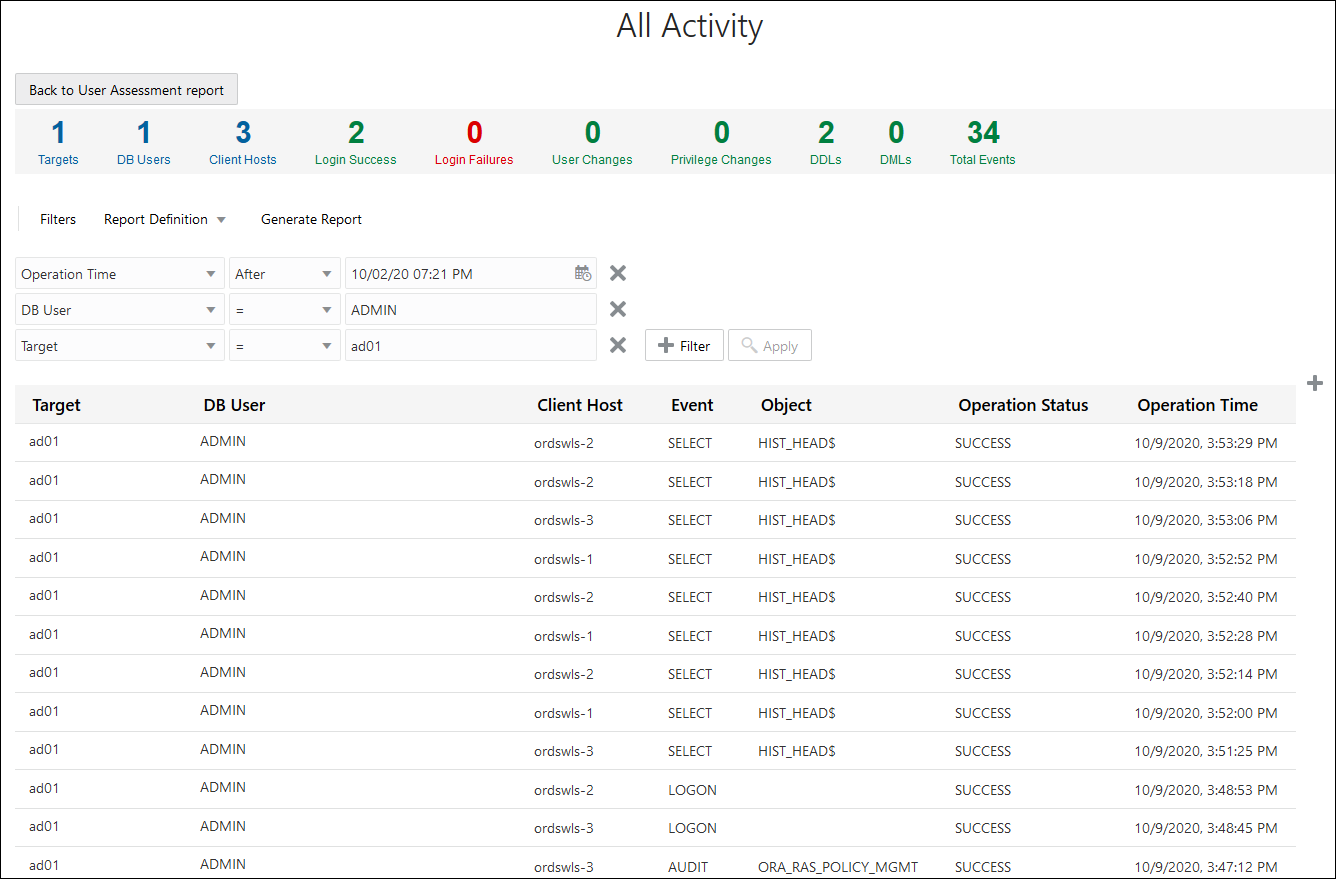 All Activity
Back to User Assessment report
1 1 3 2 0 0 0 2 0 34
Targets DB Users Client Hosts Login Success Login Failures User Changes Privilege Changes DDLs DMLs Total Events
Filters Report Definition Generate Report
Operation Time After 10/02/20 07:21 PM
DB User = ADMIN
Target = ad01 Filter Apply
Target DB User Client Host Event Object Operation Status Operation Time
ad01 ADMIN ordswls-2 SELECT HIST_HEAD$ SUCCESS 10/9/2020, 3:53:29 PM
ad01 ADMIN ordswls-2 SELECT HIST_HEAD$ SUCCESS 10/9/2020, 3:53:18 PM
ad01 ADMIN ordswls-3 SELECT HIST_HEAD$ SUCCESS 10/9/2020, 3:53:06 PM
ad01 ADMIN ordswls-1 SELECT HIST_HEAD$ SUCCESS 10/9/2020, 3:52:52 PM
ad01 ADMIN ordswls-2 SELECT HIST_HEAD$ SUCCESS 10/9/2020, 3:52:40 PM
ad01 ADMIN ordswls-1 SELECT HIST_HEAD$ SUCCESS 10/9/2020, 3:52:28 PM
ad01 ADMIN ordswls-2 SELECT HIST_HEAD$ SUCCESS 10/9/2020, 3:52:14 PM
ad01 ADMIN ordswls-1 SELECT HIST_HEAD$ SUCCESS 10/9/2020, 3:52:00 PM
ad01 ADMIN ordswls-3 SELECT HIST_HEAD$ SUCCESS 10/9/2020, 3:51:25 PM
ad01 ADMIN ordswls-2 LOGON SUCCESS 10/9/2020, 3:48:53 PM
ad01 ADMIN ordswls-3 LOGON SUCCESS 10/9/2020, 3:48:45 PM
ad01 ADMIN ordswls-3 AUDIT ORA_RAS_POLICY_MGMT SUCCESS 10/9/2020, 3:47:12 PM